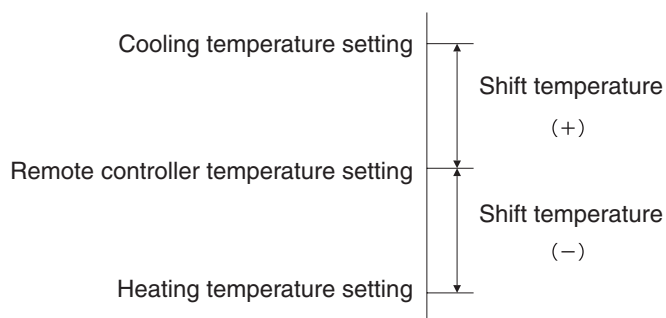 Cooling temperature setting
Shift temperature
(+)
Remote controller temperature setting
Shift temperature
(−)
Heating temperature setting